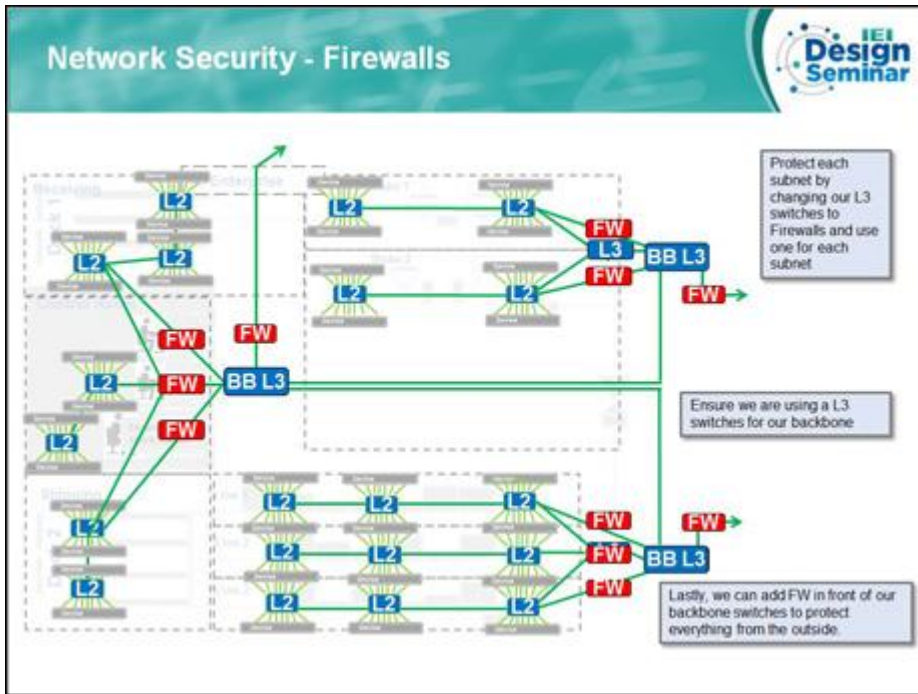 Network Security - Firewalls
IEI
Design
Seminar
Protect each
subnet by
changing our L3
switches to
Firewalls and use
one for each
subnet
Enterprise
Receiving
L2
L2
L2
L2
L2
FW
L3
BB L3
L2
L2
FW
FW
FW
FW
BB L3
L2
FW
L2
FW
Ensure we are using a L3
switches for our backbone
L2
L2
L2
FW
FW
L2
L2
L2
L2
FW
BB L3
L2
L2
L2
L2
FW
Lastly, we can add FW in front of our
backbone switches to protect
everything from the outside.